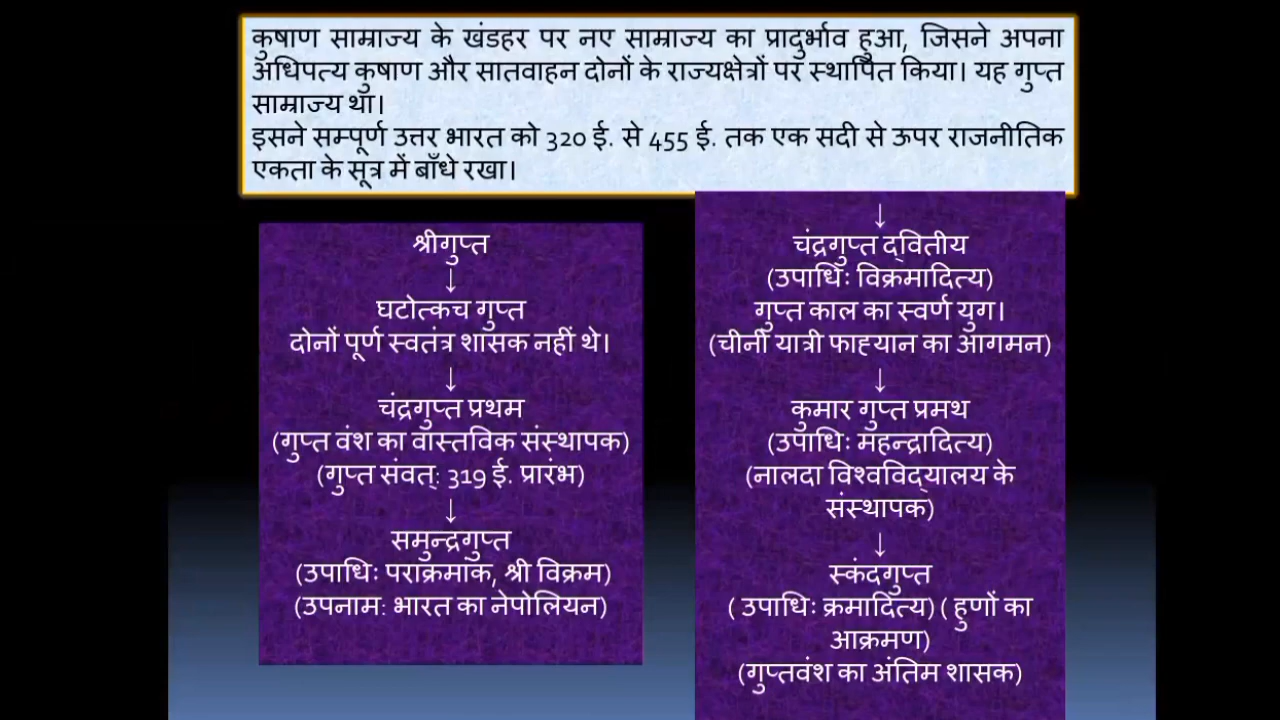 कुषाण साम्राज्य के खंडहर पर नए साम्राज्य का प्रादुर्भाव हुआ, जिसने अपना
अधिपत्य कुषाण और सातवाहन दोनों के राज्यक्षेत्रों पर स्थापित किया। यह गुप्त
साम्राज्य था।
इसने सम्पूर्ण उत्तर भारत को 320 ई. से 455 ई. तक एक सदी से ऊपर राजनीतिक
एकता के सूत्र में बाँधे रखा।
श्रीगुप्त
↓
घटोत्कच गुप्त
दोनों पूर्ण स्वतंत्र शासक नहीं थे।
↓
चंद्रगुप्त प्रथम
(गुप्त वंश का वास्तविक संस्थापक)
(गुप्त संवत्: 319 ई. प्रारंभ)
↓
समुन्द्रगुप्त
(उपाधिः पराक्रमांक, श्री विक्रम)
(उपनाम: भारत का नेपोलियन)
↓
चंद्रगुप्त द्वितीय
(उपाधिः विक्रमादित्य)
गुप्त काल का स्वर्ण युग।
(चीनी यात्री फाह्यान का आगमन)
↓
कुमार गुप्त प्रमथ
(उपाधिः महन्द्रादित्य)
(नालदा विश्वविद्यालय के
संस्थापक)
↓
स्कंदगुप्त
( उपाधिः क्रमादित्य) ( हुणों का
आक्रमण)
(गुप्तवंश का अंतिम शासक)